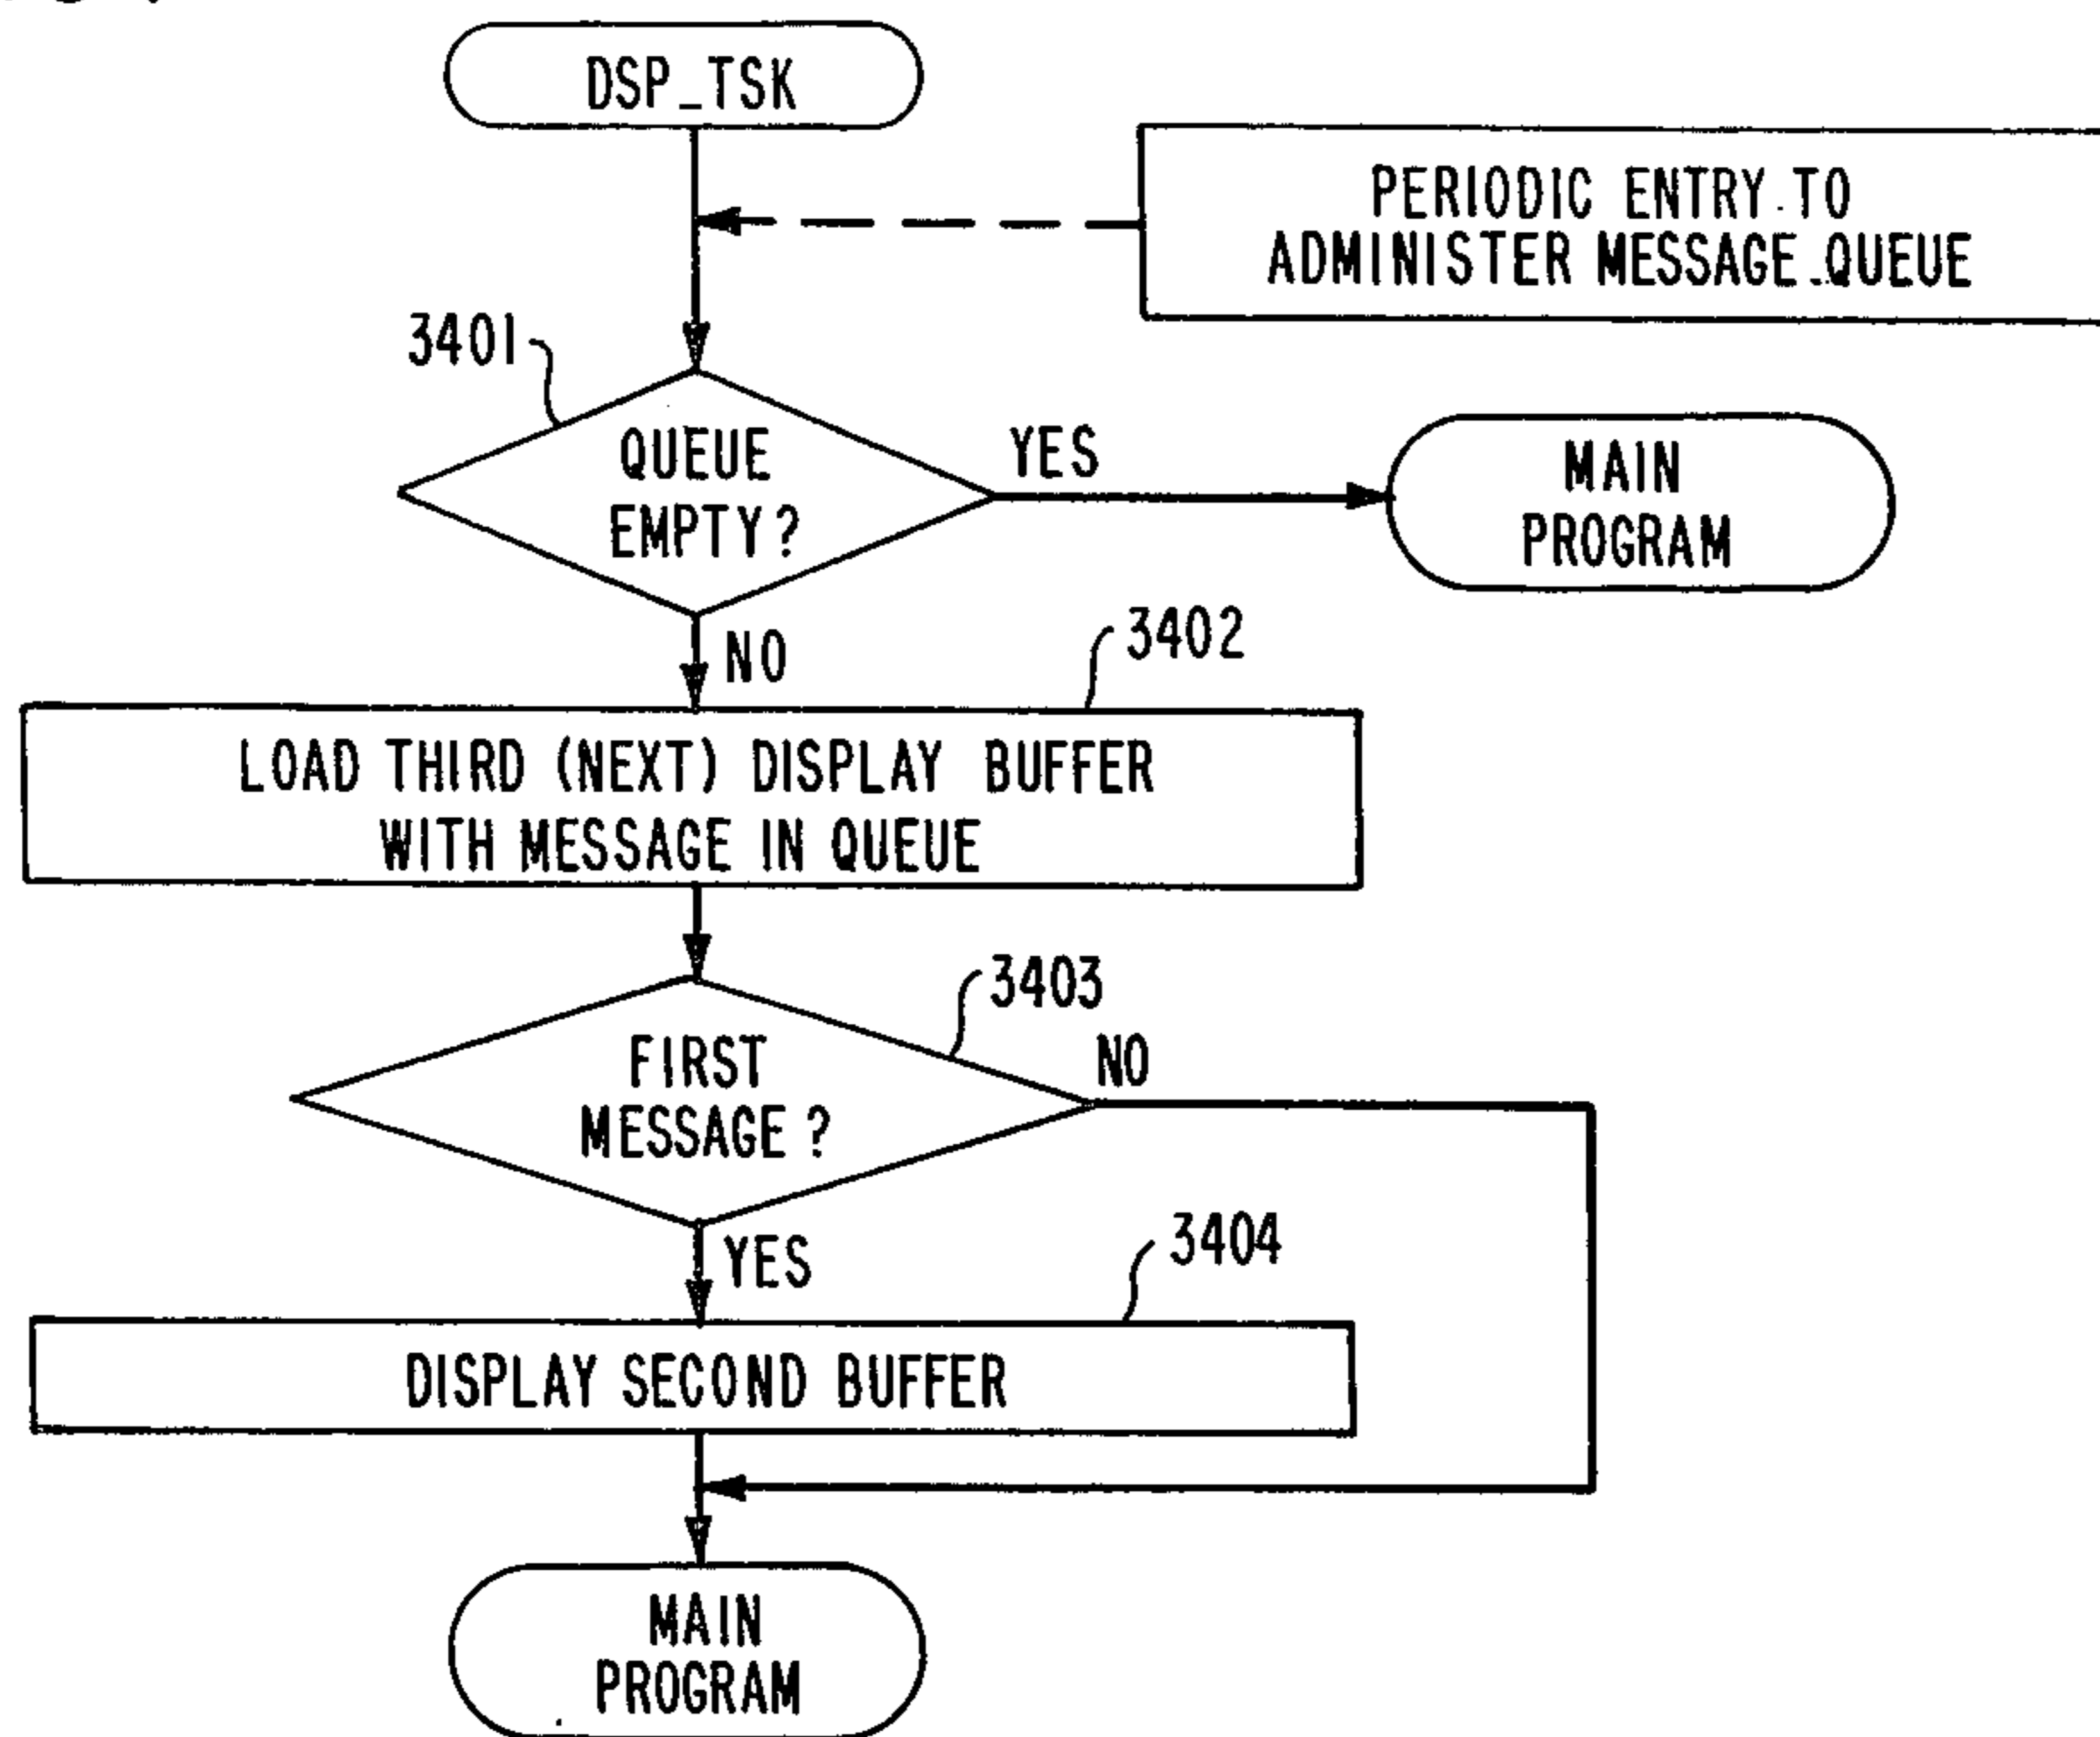 DSP_TSK
PERIODIC ENTRY TO
ADMINISTER MESSAGE QUEUE
3401
QUEUE
EMPTY?
YES
MAIN
PROGRAM
NO
3402
LOAD THIRD (NEXT) DISPLAY BUFFER
WITH MESSAGE IN QUEUE
3403
FIRST
MESSAGE?
NO
YES
3404
DISPLAY SECOND BUFFER
MAIN
PROGRAM